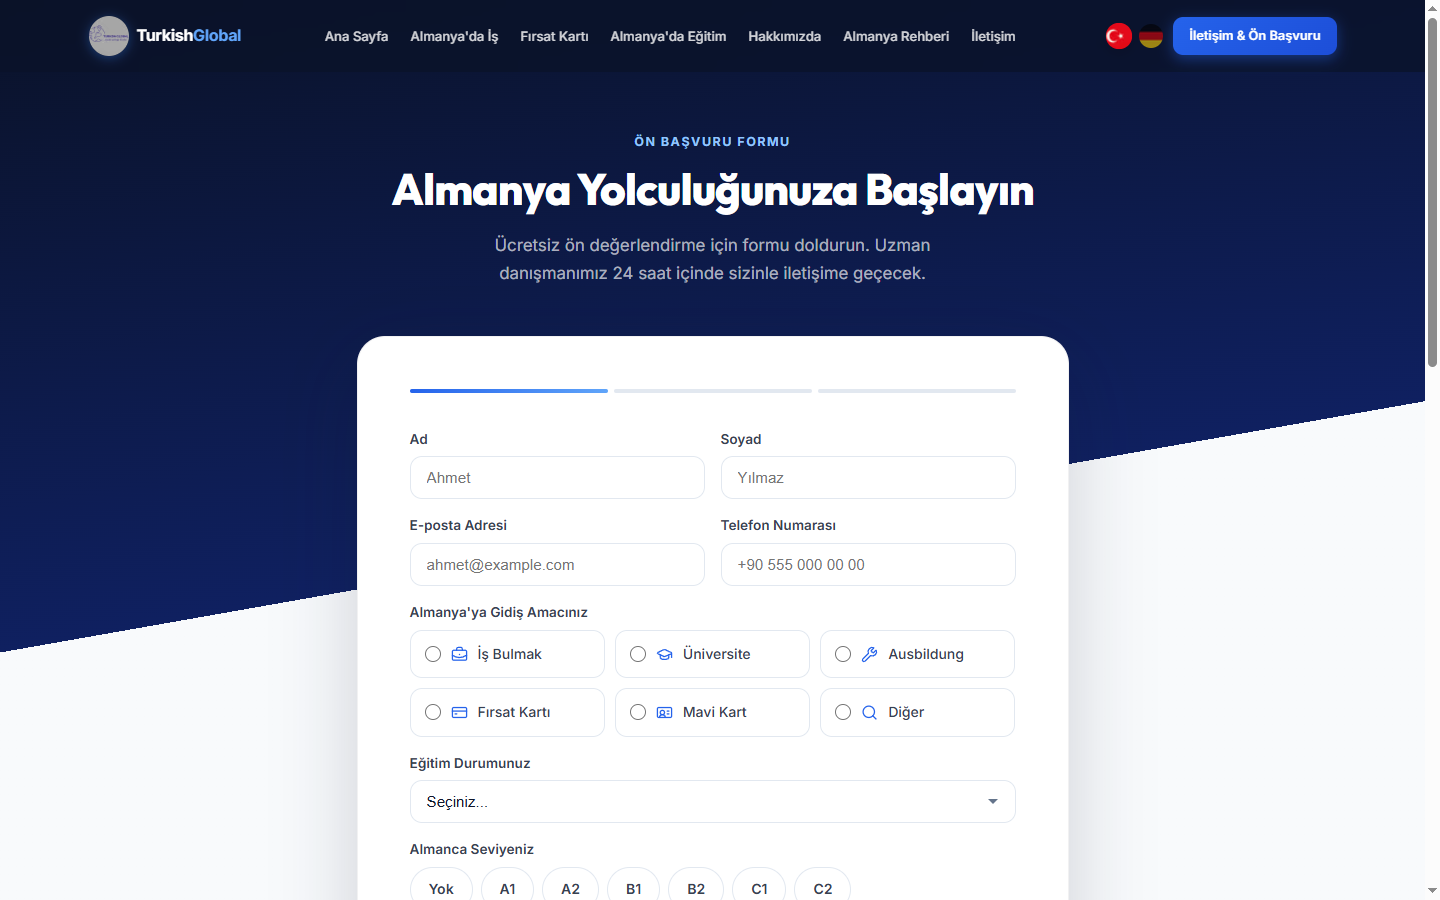 TurkishGlobal
Ana Sayfa
Almanya'da İş
Fırsat Kartı
Almanya'da Eğitim
Hakkımızda
Almanya Rehberi
İletişim
İletişim & Ön Başvuru
ÖN BAŞVURU FORMU
Almanya Yolculuğunuza Başlayın
Ücretsiz ön değerlendirme için formu doldurun. Uzman
danışmanımız 24 saat içinde sizinle iletişime geçecek.
Ad
Soyad
Ahmet
Yılmaz
E-posta Adresi
Telefon Numarası
ahmet@example.com
+90 555 000 00 00
Almanya'ya Gidiş Amacınız
İş Bulmak
Üniversite
Ausbildung
Fırsat Kartı
Mavi Kart
Diğer
Eğitim Durumunuz
Seçiniz...
Almanca Seviyeniz
Yok
A1
A2
B1
B2
C1
C2